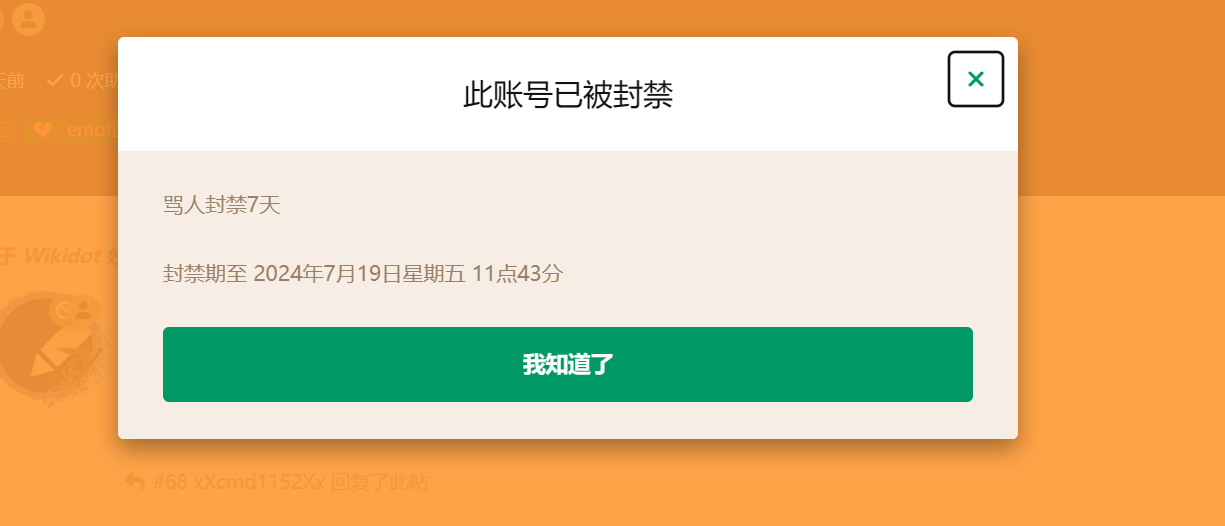 天前 0 次助
此账号已被封禁
emo
骂人封禁7天
于 Wikidot
封禁期至 2024年7月19日星期五 11点43分
我知道了
#68 xXcmd1152Xx 回复了此帖